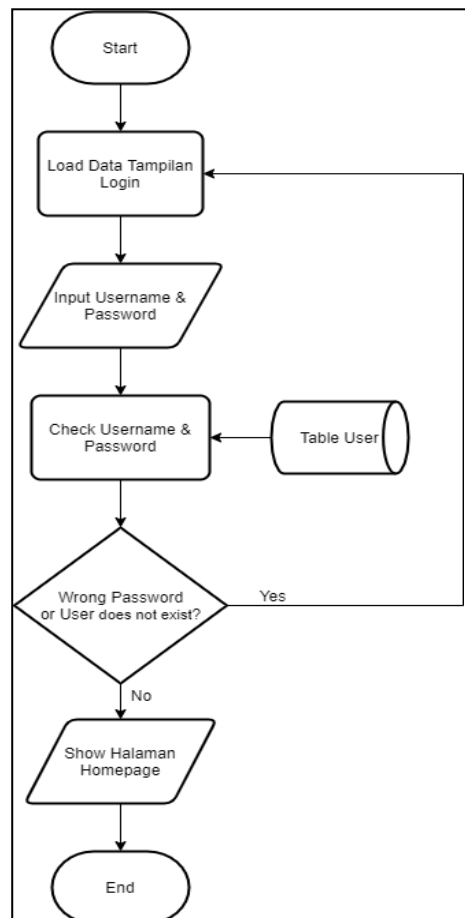 Start
Load Data Tampilan
Login
Input Username &
Password
Check Username &
Password
Table User
Wrong Password
or User does not exist?
Yes
No
Show Halaman
Homepage
End